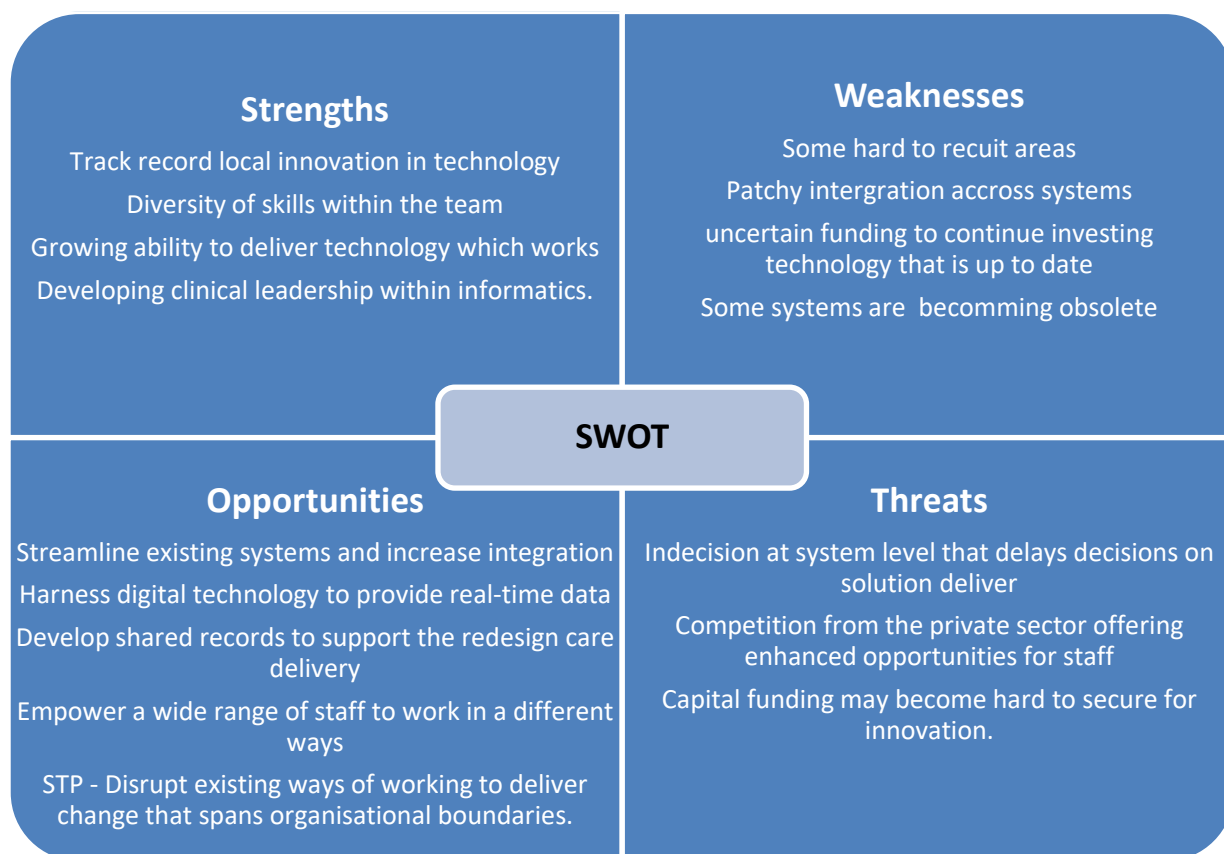 Strengths
Track record local innovation in technology
Diversity of skills within the team
Growing ability to deliver technology which works
Developing clinical leadership within informatics.
Weaknesses
Some hard to recuit areas
Patchy intergration accross systems
uncertain funding to continue investing
technology that is up to date
Some systems are becomming obsolete
SWOT
Opportunities
Streamline existing systems and increase integration
Harness digital technology to provide real-time data
Develop shared records to support the redesign care
delivery
Empower a wide range of staff to work in a different
ways
STP - Disrupt existing ways of working to deliver
change that spans organisational boundaries.
Threats
Indecision at system level that delays decisions on
solution deliver
Competition from the private sector offering
enhanced opportunities for staff
Capital funding may become hard to secure for
innovation.